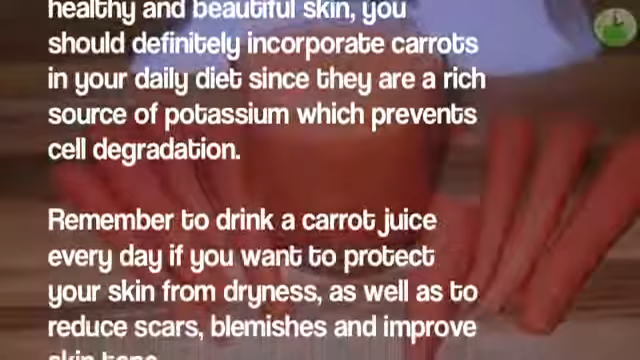 healthy and beautiful skin, you
should definitely incorporate carrots
in your daily diet since they are a rich
source of potassium which prevents
cell degradation.
Remember to drink a carrot juice
every day if you want to protect
your skin from dryness, as well as to
reduce scars, blemishes and improve
skin tone